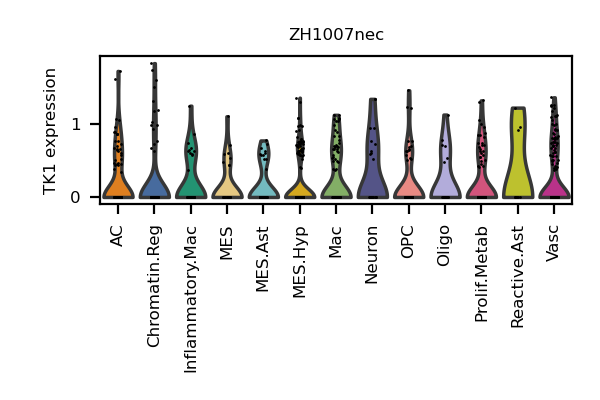 ZH1007nec
TK1 expression
1
0
AC
Chromatin.Reg
Inflammatory.Mac
MES
MES.Ast
MES.Hyp
Mac
Neuron
OPC
Oligo
Prolif.Metab
Reactive.Ast
Vasc